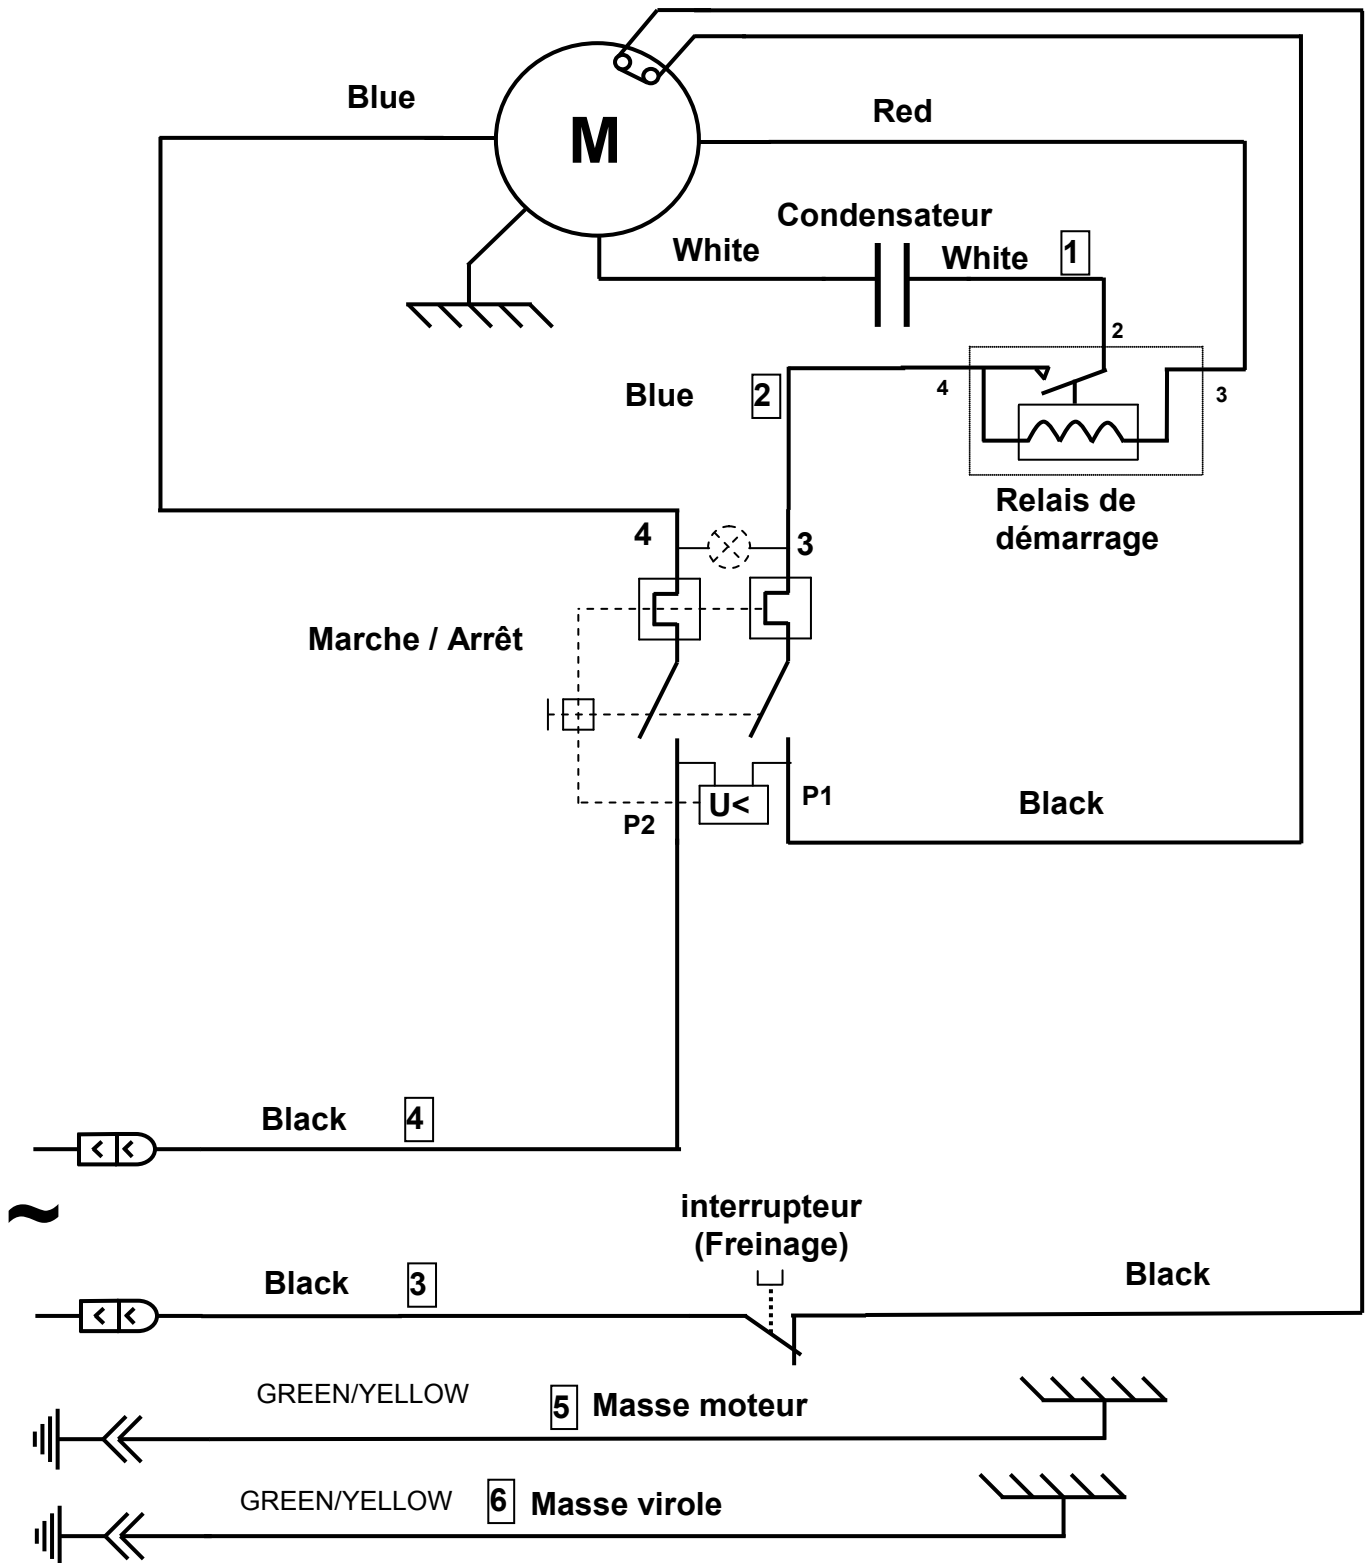 Blue
Red
M
Condensateur
White
White
1
2
4
3
Blue
2
Relais de
démarrage
4
3
Marche / Arrêt
U<
P1
P2
Black
Black
4
~
interrupteur
(Freinage)
Black
3
Black
GREEN/YELLOW
5
Masse moteur
GREEN/YELLOW
6
Masse virole